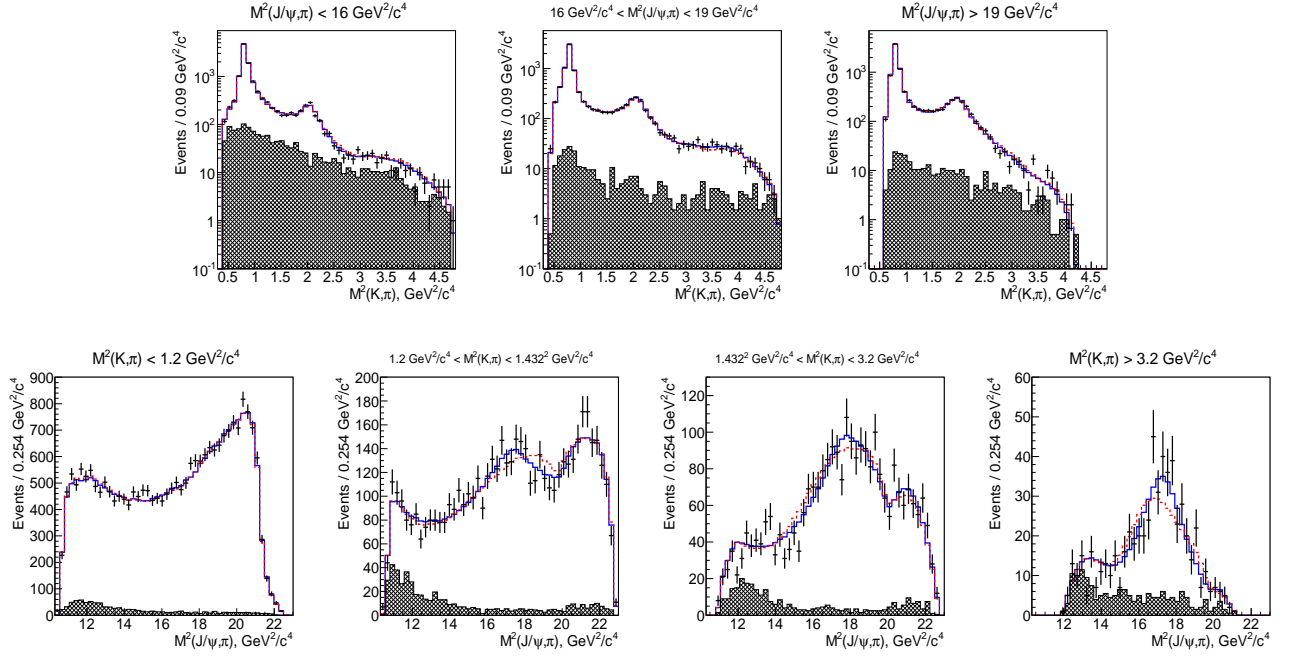 M²(J/ψ,π) < 16 GeV²/c⁴
16 GeV²/c⁴ < M²(J/ψ,π) < 19 GeV²/c⁴
M²(J/ψ,π) > 19 GeV²/c⁴
Events / 0.09 GeV²/c⁴
10³
10²
10
1
10⁻¹
0.5 1 1.5 2 2.5 3 3.5 4 4.5
M²(K,π), GeV²/c⁴
Events / 0.09 GeV²/c⁴
10³
10²
10
1
10⁻¹
0.5 1 1.5 2 2.5 3 3.5 4 4.5
M²(K,π), GeV²/c⁴
Events / 0.09 GeV²/c⁴
10³
10²
10
1
10⁻¹
0.5 1 1.5 2 2.5 3 3.5 4 4.5
M²(K,π), GeV²/c⁴
M²(K,π) < 1.2 GeV²/c⁴
1.2 GeV²/c⁴ < M²(K,π) < 1.432² GeV²/c⁴
1.432² GeV²/c⁴ < M²(K,π) < 3.2 GeV²/c⁴
M²(K,π) > 3.2 GeV²/c⁴
Events / 0.254 GeV²/c⁴
900
800
700
600
500
400
300
200
100
0
12 14 16 18 20 22
M²(J/ψ,π), GeV²/c⁴
Events / 0.254 GeV²/c⁴
200
180
160
140
120
100
80
60
40
20
0
12 14 16 18 20 22
M²(J/ψ,π), GeV²/c⁴
Events / 0.254 GeV²/c⁴
120
100
80
60
40
20
0
12 14 16 18 20 22
M²(J/ψ,π), GeV²/c⁴
Events / 0.254 GeV²/c⁴
60
50
40
30
20
10
0
12 14 16 18 20 22
M²(J/ψ,π), GeV²/c⁴